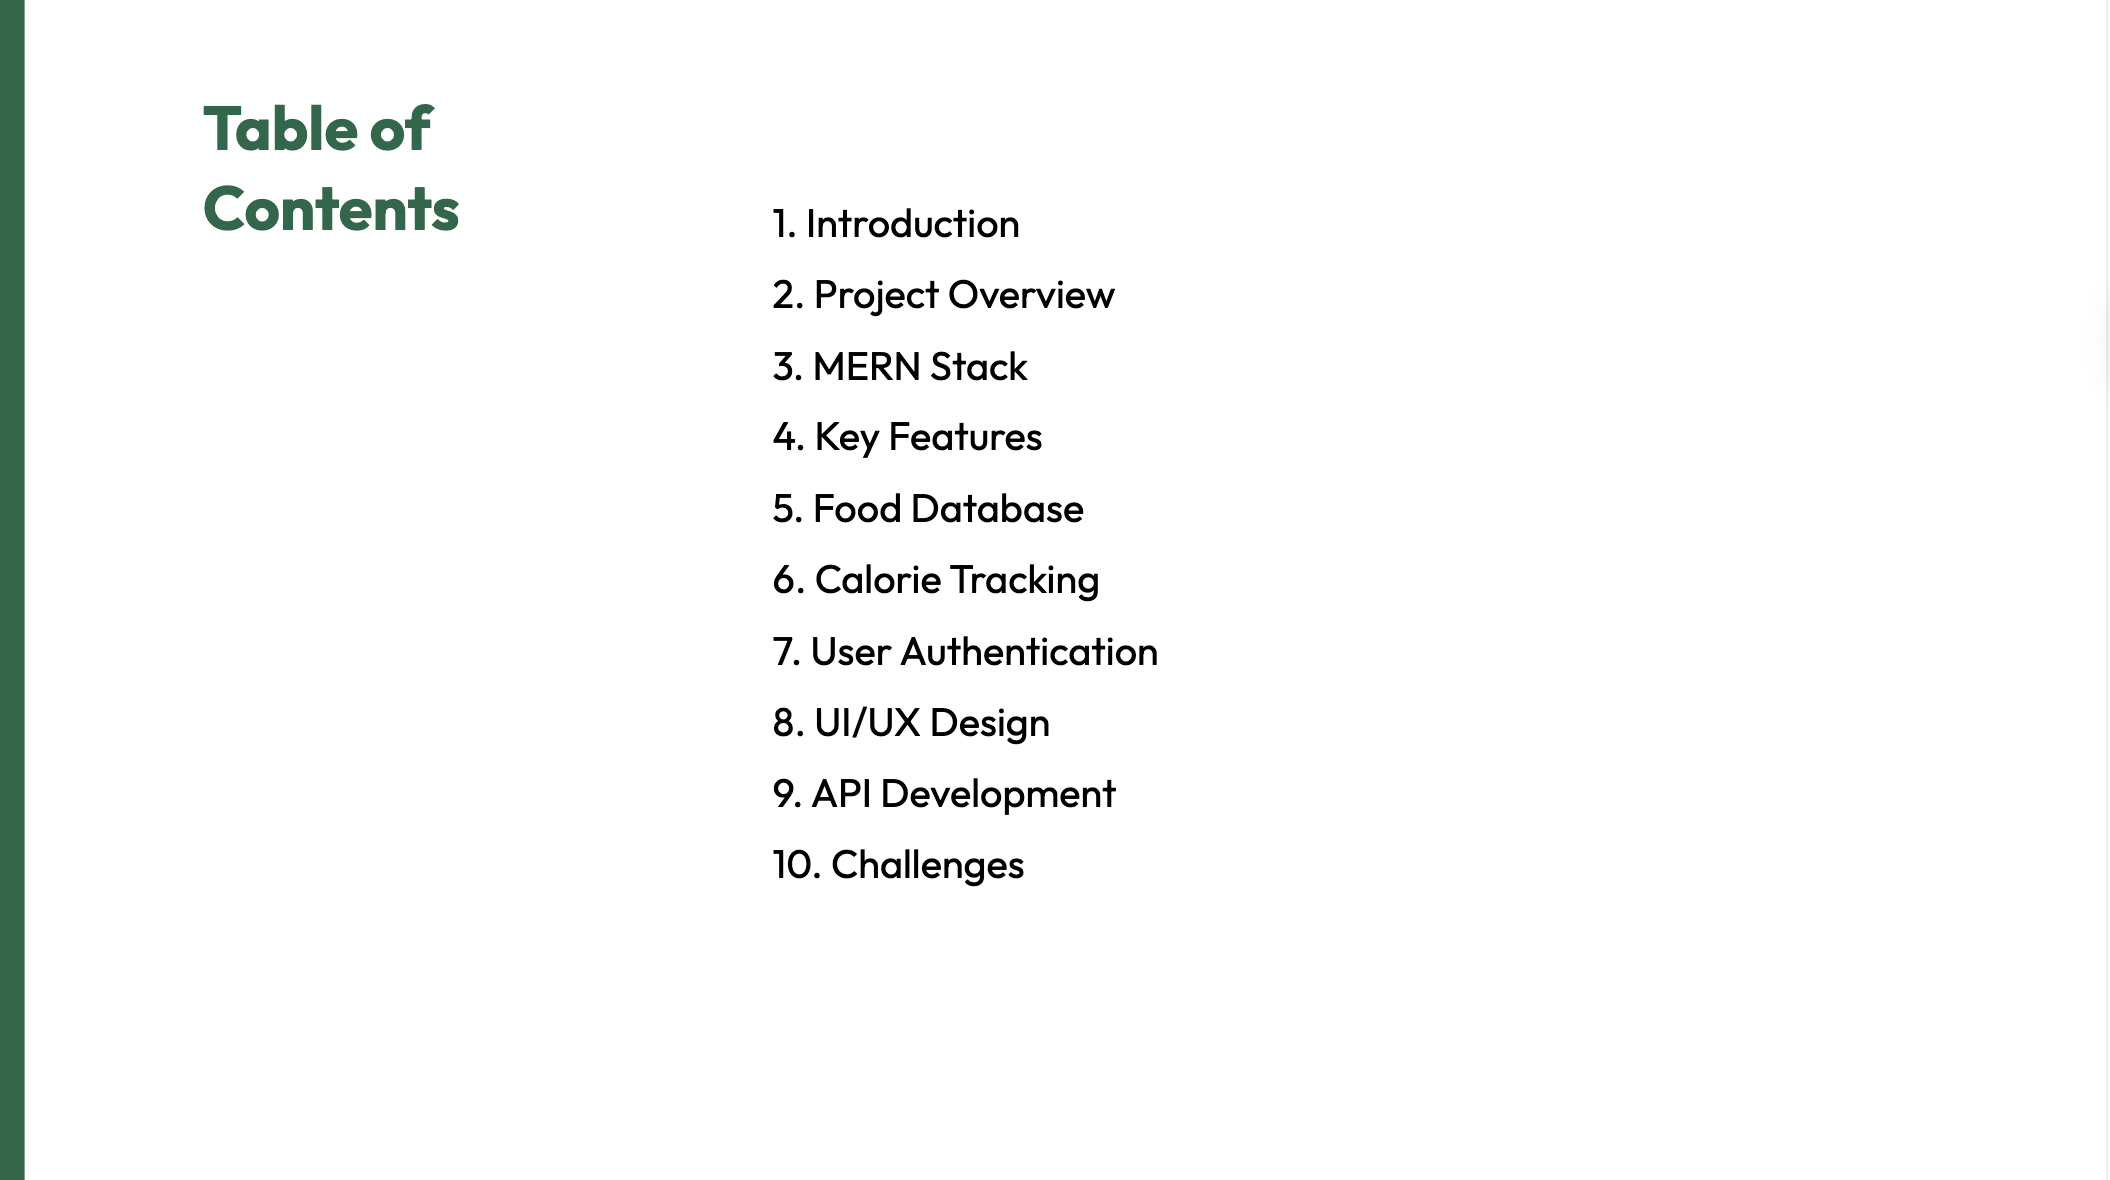 Table of
Contents
1. Introduction
2. Project Overview
3. MERN Stack
4. Key Features
5. Food Database
6. Calorie Tracking
7. User Authentication
8. UI/UX Design
9. API Development
10. Challenges